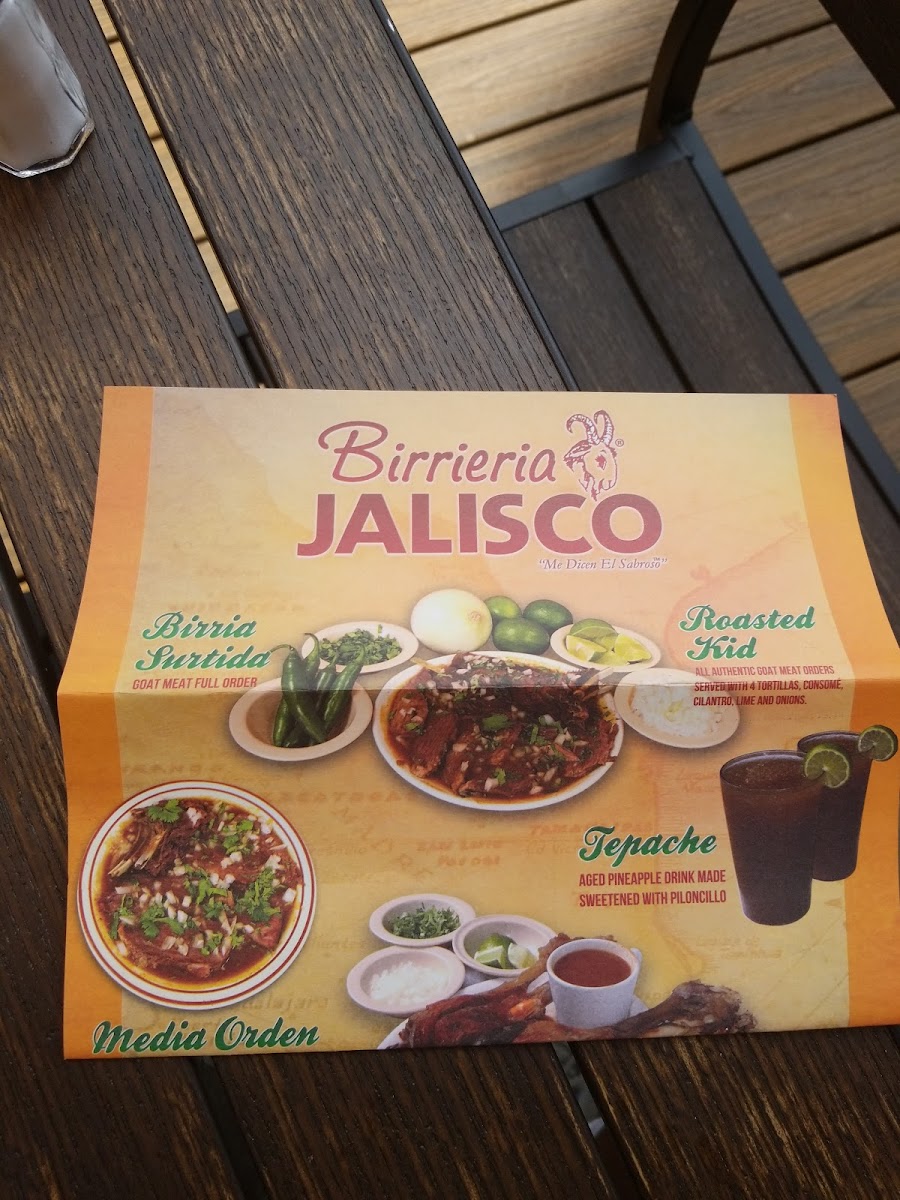 Birrieria
JALISCO
®
"Me Dicen El Sabroso™"
Birria
Surtida
GOAT MEAT FULL ORDER
Roasted
Kid
ALL AUTHENTIC GOAT MEAT ORDERS
SERVED WITH 4 TORTILLAS, CONSOME,
CILANTRO, LIME AND ONIONS.
Tepache
AGED PINEAPPLE DRINK MADE
SWEETENED WITH PILONCILLO
Media Orden